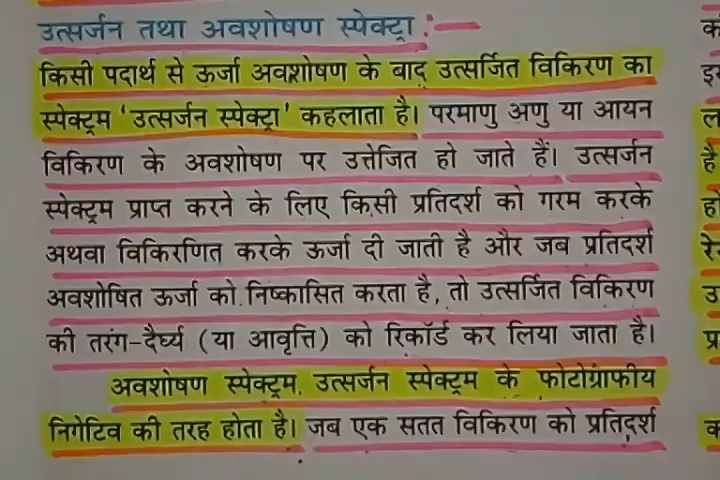 उत्सर्जन तथा अवशोषण स्पेक्ट्रा :—
किसी पदार्थ से ऊर्जा अवशोषण के बाद उत्सर्जित विकिरण का
स्पेक्ट्रम ‘उत्सर्जन स्पेक्ट्रा’ कहलाता है। परमाणु अणु या आयन
विकिरण के अवशोषण पर उत्तेजित हो जाते हैं। उत्सर्जन
स्पेक्ट्रम प्राप्त करने के लिए किसी प्रतिदर्श को गरम करके
अथवा विकिरणित करके ऊर्जा दी जाती है और जब प्रतिदर्श
अवशोषित ऊर्जा को निष्कासित करता है, तो उत्सर्जित विकिरण
की तरंग-दैर्घ्य (या आवृत्ति) को रिकॉर्ड कर लिया जाता है।
अवशोषण स्पेक्ट्रम, उत्सर्जन स्पेक्ट्रम के फोटोग्राफीय
निगेटिव की तरह होता है। जब एक सतत विकिरण को प्रतिदर्श